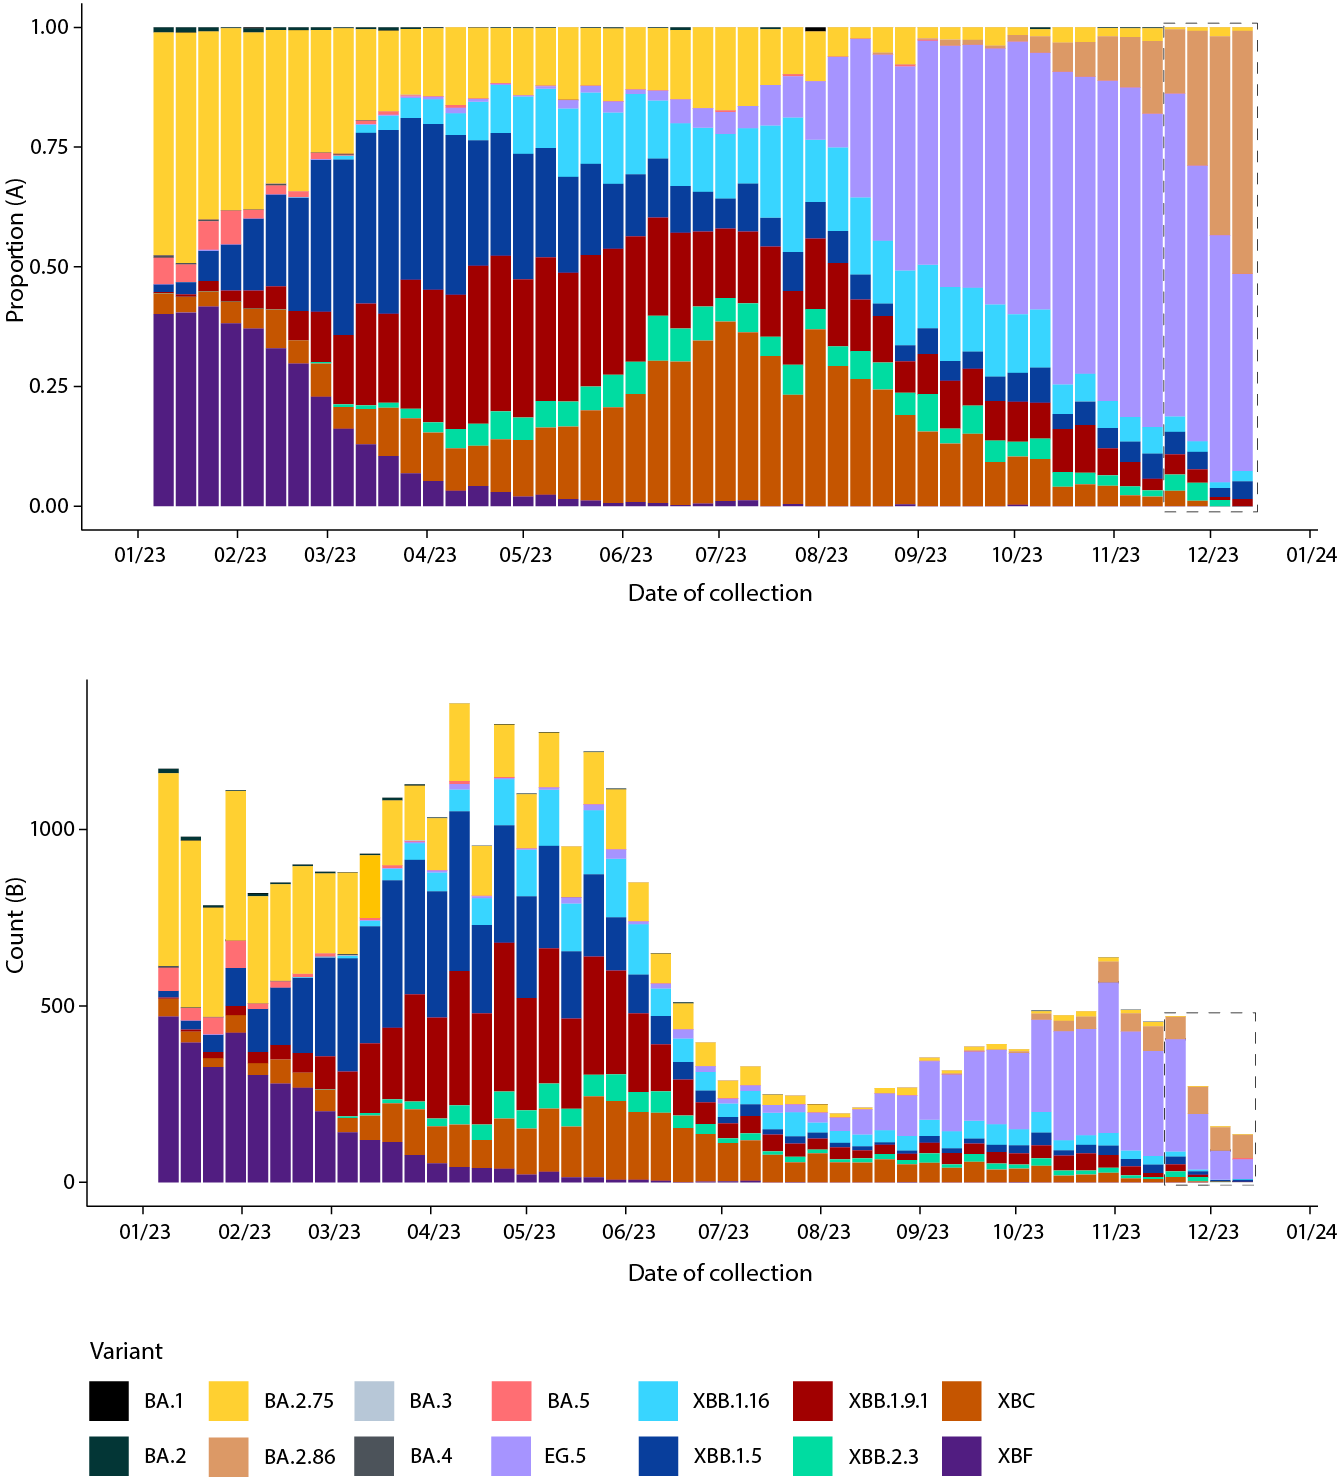 1.00
0.75
0.50
0.25
0.00
Proportion (A)
01/23 02/23 03/23 04/23 05/23 06/23 07/23 08/23 09/23 10/23 11/23 12/23 01/24
Date of collection
1000
500
0
Count (B)
01/23 02/23 03/23 04/23 05/23 06/23 07/23 08/23 09/23 10/23 11/23 12/23 01/24
Date of collection
Variant
BA.1 BA.2.75 BA.3 BA.5 XBB.1.16 XBB.1.9.1 XBC
BA.2 BA.2.86 BA.4 EG.5 XBB.1.5 XBB.2.3 XBF